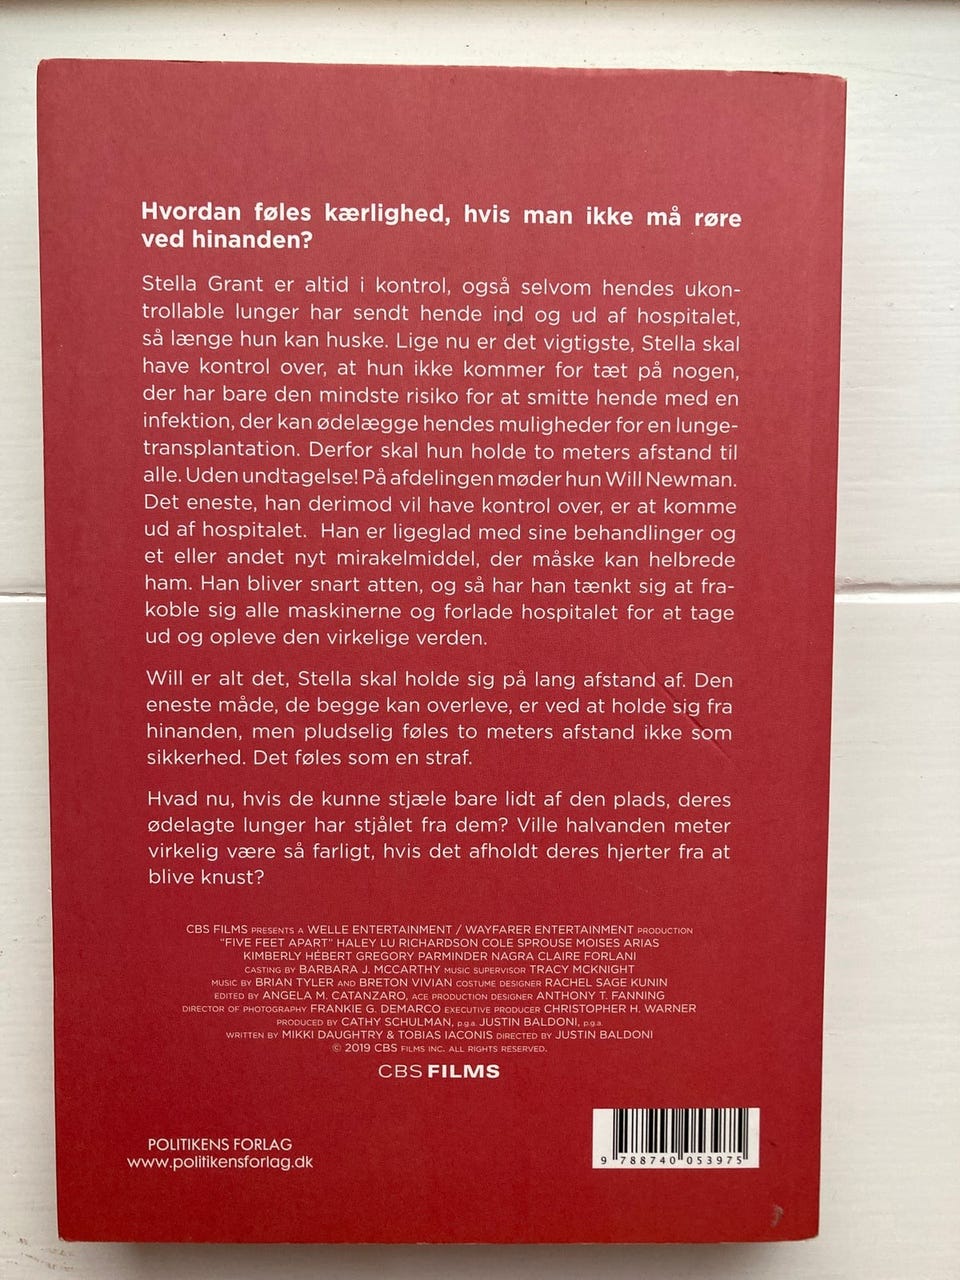 Hvordan føles kærlighed, hvis man ikke må røre
ved hinanden?
Stella Grant er altid i kontrol, også selvom hendes ukon-
trollable lunger har sendt hende ind og ud af hospitalet,
så længe hun kan huske. Lige nu er det vigtigste, Stella skal
have kontrol over, at hun ikke kommer for tæt på nogen,
der har bare den mindste risiko for at smitte hende med en
infektion, der kan ødelægge hendes muligheder for en lunge-
transplantation. Derfor skal hun holde to meters afstand til
alle. Uden undtagelse! På afdelingen møder hun Will Newman.
Det eneste, han derimod vil have kontrol over, er at komme
ud af hospitalet. Han er ligeglad med sine behandlinger og
et eller andet nyt mirakelmiddel, der måske kan helbrede
ham. Han bliver snart atten, og så har han tænkt sig at fra-
koble sig alle maskinerne og forlade hospitalet for at tage
ud og opleve den virkelige verden.
Will er alt det, Stella skal holde sig på lang afstand af. Den
eneste måde, de begge kan overleve, er ved at holde sig fra
hinanden, men pludselig føles to meters afstand ikke som
sikkerhed. Det føles som en straf.
Hvad nu, hvis de kunne stjæle bare lidt af den plads, deres
ødelagte lunger har stjålet fra dem? Ville halvanden meter
virkelig være så farligt, hvis det afholdt deres hjerter fra at
blive knust?
CBS FILMS PRESENTS A WELLE ENTERTAINMENT / WAYFARER ENTERTAINMENT PRODUCTION
"FIVE FEET APART" HALEY LU RICHARDSON COLE SPROUSE MOISES ARIAS
KIMBERLY HÉBERT GREGORY PARMINDER NAGRA CLAIRE FORLANI
CASTING BY BARBARA J. MCCARTHY MUSIC SUPERVISOR TRACY MCKNIGHT
MUSIC BY BRIAN TYLER AND BRETON VIVIAN COSTUME DESIGNER RACHEL SAGE KUNIN
EDITED BY ANGELA M. CATANZARO, ACE PRODUCTION DESIGNER ANTHONY T. FANNING
DIRECTOR OF PHOTOGRAPHY FRANKIE G. DEMARCO EXECUTIVE PRODUCER CHRISTOPHER H. WARNER
PRODUCED BY CATHY SCHULMAN, p.g.a. JUSTIN BALDONI, p.g.a.
WRITTEN BY MIKKI DAUGHTRY & TOBIAS IACONIS DIRECTED BY JUSTIN BALDONI
© 2019 CBS FILMS INC. ALL RIGHTS RESERVED.
CBS FILMS
POLITIKENS FORLAG
www.politikensforlag.dk
9 788740 053975